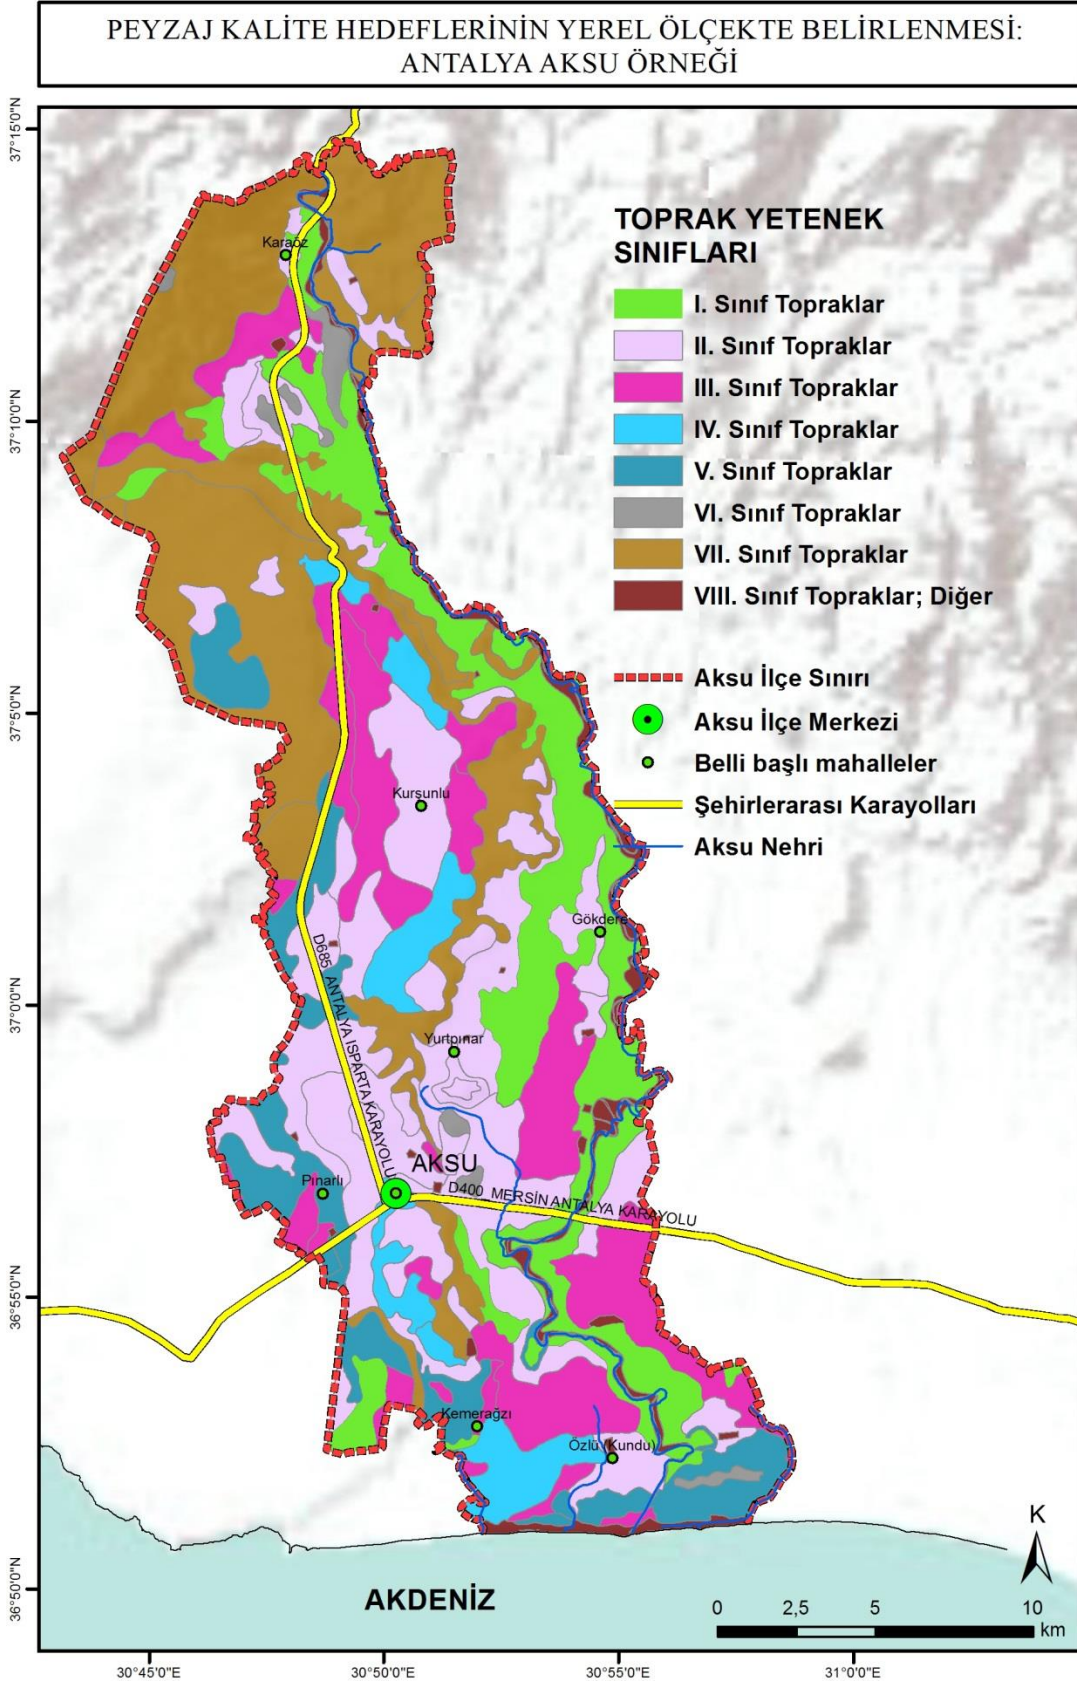 PEYZAJ KALİTE HEDEFLERİNİN YEREL ÖLÇEKTE BELİRLENMESİ:
ANTALYA AKSU ÖRNEĞİ
37°15'0"N
37°10'0"N
37°5'0"N
37°0'0"N
36°55'0"N
36°50'0"N
TOPRAK YETENEK
SINIFLARI
I. Sınıf Topraklar
II. Sınıf Topraklar
III. Sınıf Topraklar
IV. Sınıf Topraklar
V. Sınıf Topraklar
VI. Sınıf Topraklar
VII. Sınıf Topraklar
VIII. Sınıf Topraklar; Diğer
Aksu İlçe Sınırı
Aksu İlçe Merkezi
Belli başlı mahalleler
Şehirlerarası Karayolları
Aksu Nehri
Karaöz
Kurşunlu
Gökdere
D685 ANTALYA ISPARTA KARAYOLU
Yurtpınar
AKSU
Pınarlı
D400 MERSİN ANTALYA KARAYOLU
Kemerağzı
Özlü (Kundu)
AKDENİZ
K
0 2,5 5 10
km
30°45'0"E 30°50'0"E 30°55'0"E 31°0'0"E